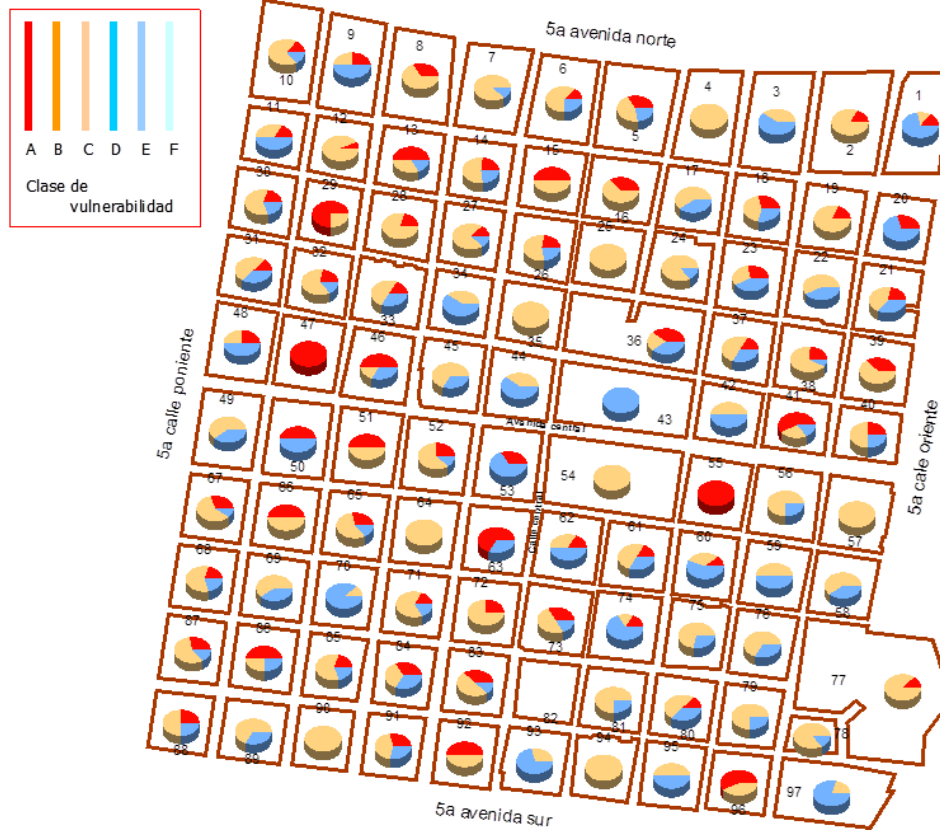 A B C D E F
Clase de
vulnerabilidad
5a avenida norte
10 9 8 7 6 5 4 3 2 1
11 12 13 14 15 16 17 18 19 20
30 29 28 27 26 25 24 23 22 21
31 32 33 34 35 36 37 38 39
48 47 46 45 44 43 42 41 40
49 50 51 52 53 54 55 56 57
67 66 65 64 63 62 61 60 59 58
68 69 70 71 72 73 74 75 76 77
87 86 85 84 83 82 81 80 79 78
88 89 90 91 92 93 94 95 96 97
Avenida central
Calle central
5a calle poniente
5a cale oriente
5a avenida sur